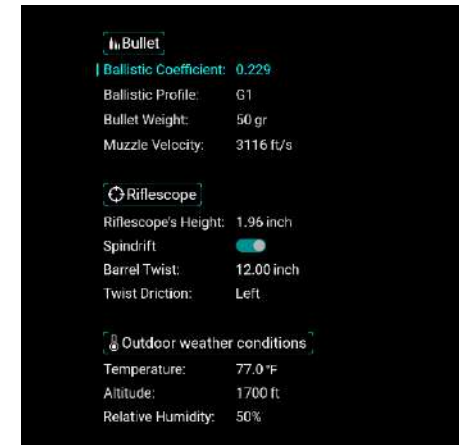 Bullet
Ballistic Coefficient: 0.229
Ballistic Profile: G1
Bullet Weight: 50 gr
Muzzle Velocity: 3116 ft/s
Riflescope
Riflescope's Height: 1.96 inch
Spindrift
Barrel Twist: 12.00 inch
Twist Driction: Left
Outdoor weather conditions
Temperature: 77.0 °F
Altitude: 1700 ft
Relative Humidity: 50%